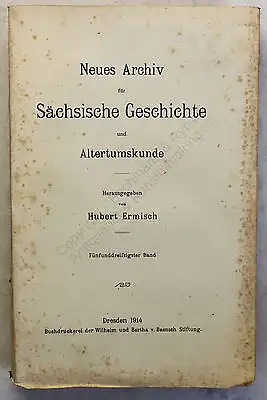 Neues Archiv
für
Sächsische Geschichte
und
Altertumskunde
Herausgegeben
von
Hubert Ermisch
Fünfunddreißigster Band
Dresden 1914
Buchdruckerei der Wilhelm und Bertha v. Baensch Stiftung.